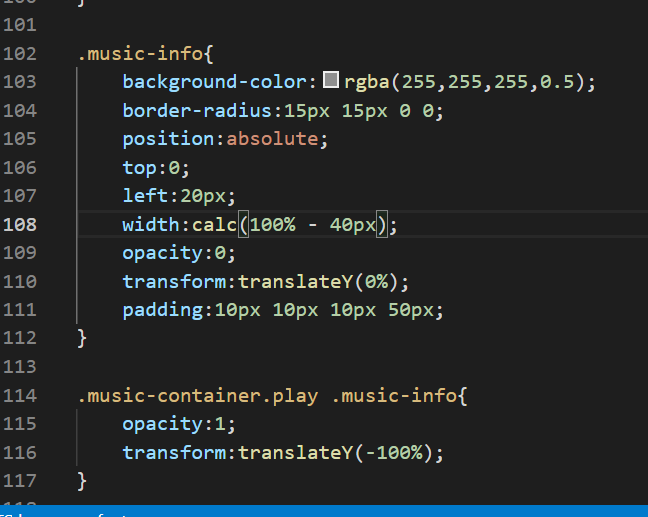 101
102 .music-info{
103 background-color: rgba(255,255,255,0.5);
104 border-radius:15px 15px 0 0;
105 position:absolute;
106 top:0;
107 left:20px;
108 width:calc(100% - 40px);
109 opacity:0;
110 transform:translateY(0%);
111 padding:10px 10px 10px 50px;
112 }
113
114 .music-container.play .music-info{
115 opacity:1;
116 transform:translateY(-100%);
117 }